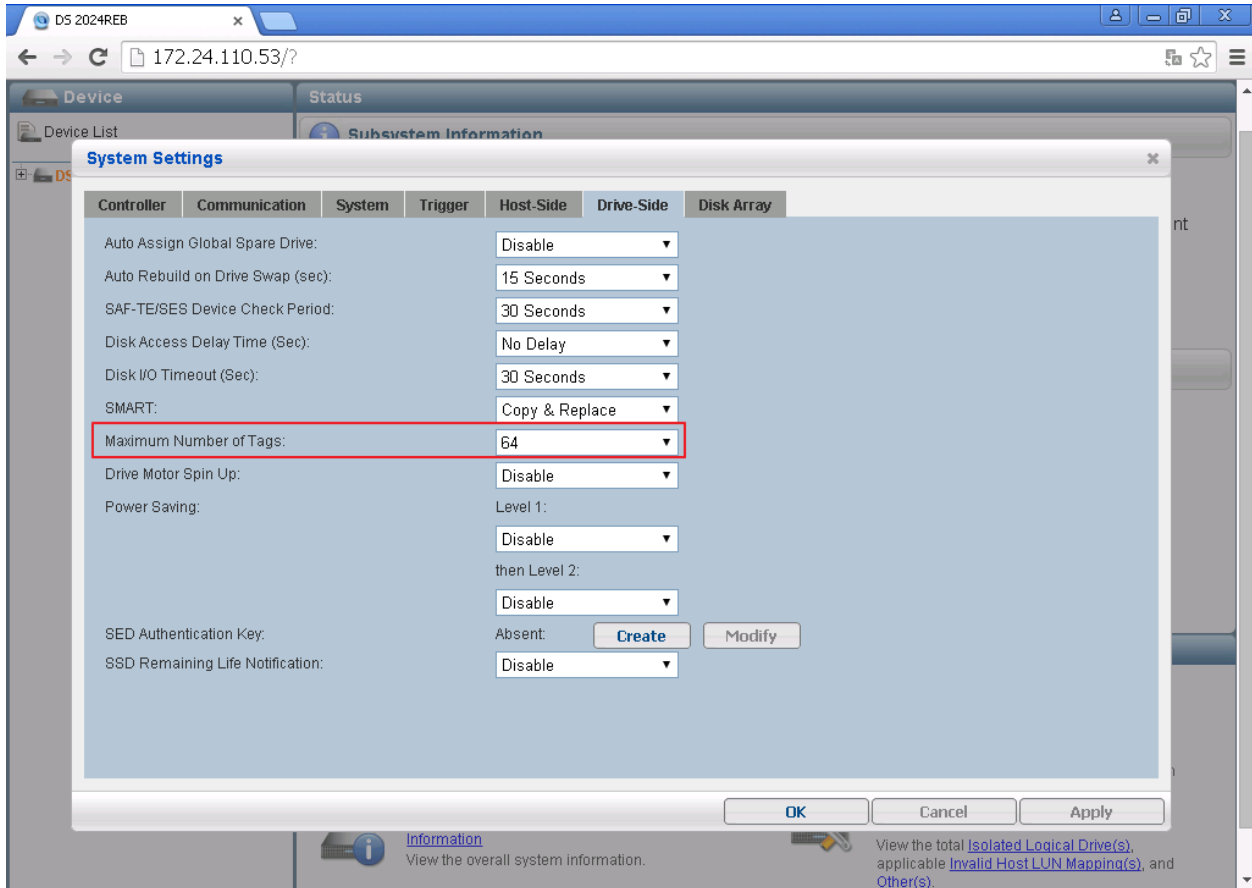 DS 2024REB
172.24.110.53/?
Device
Status
Device List
Subsystem Information
DS
System Settings
nt
Controller Communication System Trigger Host-Side Drive-Side Disk Array
Auto Assign Global Spare Drive: Disable
Auto Rebuild on Drive Swap (sec): 15 Seconds
SAF-TE/SES Device Check Period: 30 Seconds
Disk Access Delay Time (Sec): No Delay
Disk I/O Timeout (Sec): 30 Seconds
SMART: Copy & Replace
Maximum Number of Tags: 64
Drive Motor Spin Up: Disable
Power Saving: Level 1:
Disable
then Level 2:
Disable
SED Authentication Key: Absent: Create Modify
SSD Remaining Life Notification: Disable
OK Cancel Apply
Information
View the overall system information.
View the total Isolated Logical Drive(s),
applicable Invalid Host LUN Mapping(s), and
Other(s).